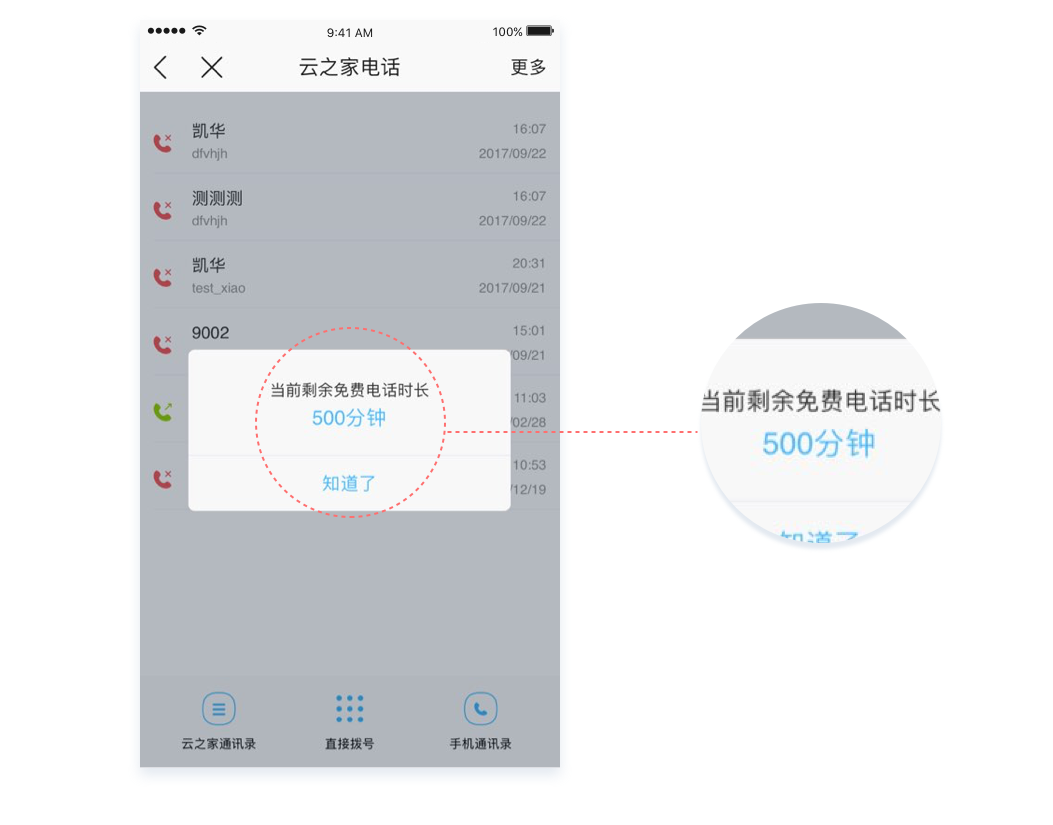 9:41 AM
100%
云之家电话
更多
凯华
16:07
dfvhjh
2017/09/22
测测测
16:07
dfvhjh
2017/09/22
凯华
20:31
test_xiao
2017/09/21
9002
15:01
/09/21
11:03
/02/28
10:53
/12/19
当前剩余免费电话时长
500分钟
知道了
当前剩余免费电话时长
500分钟
知道了
云之家通讯录
直接拨号
手机通讯录